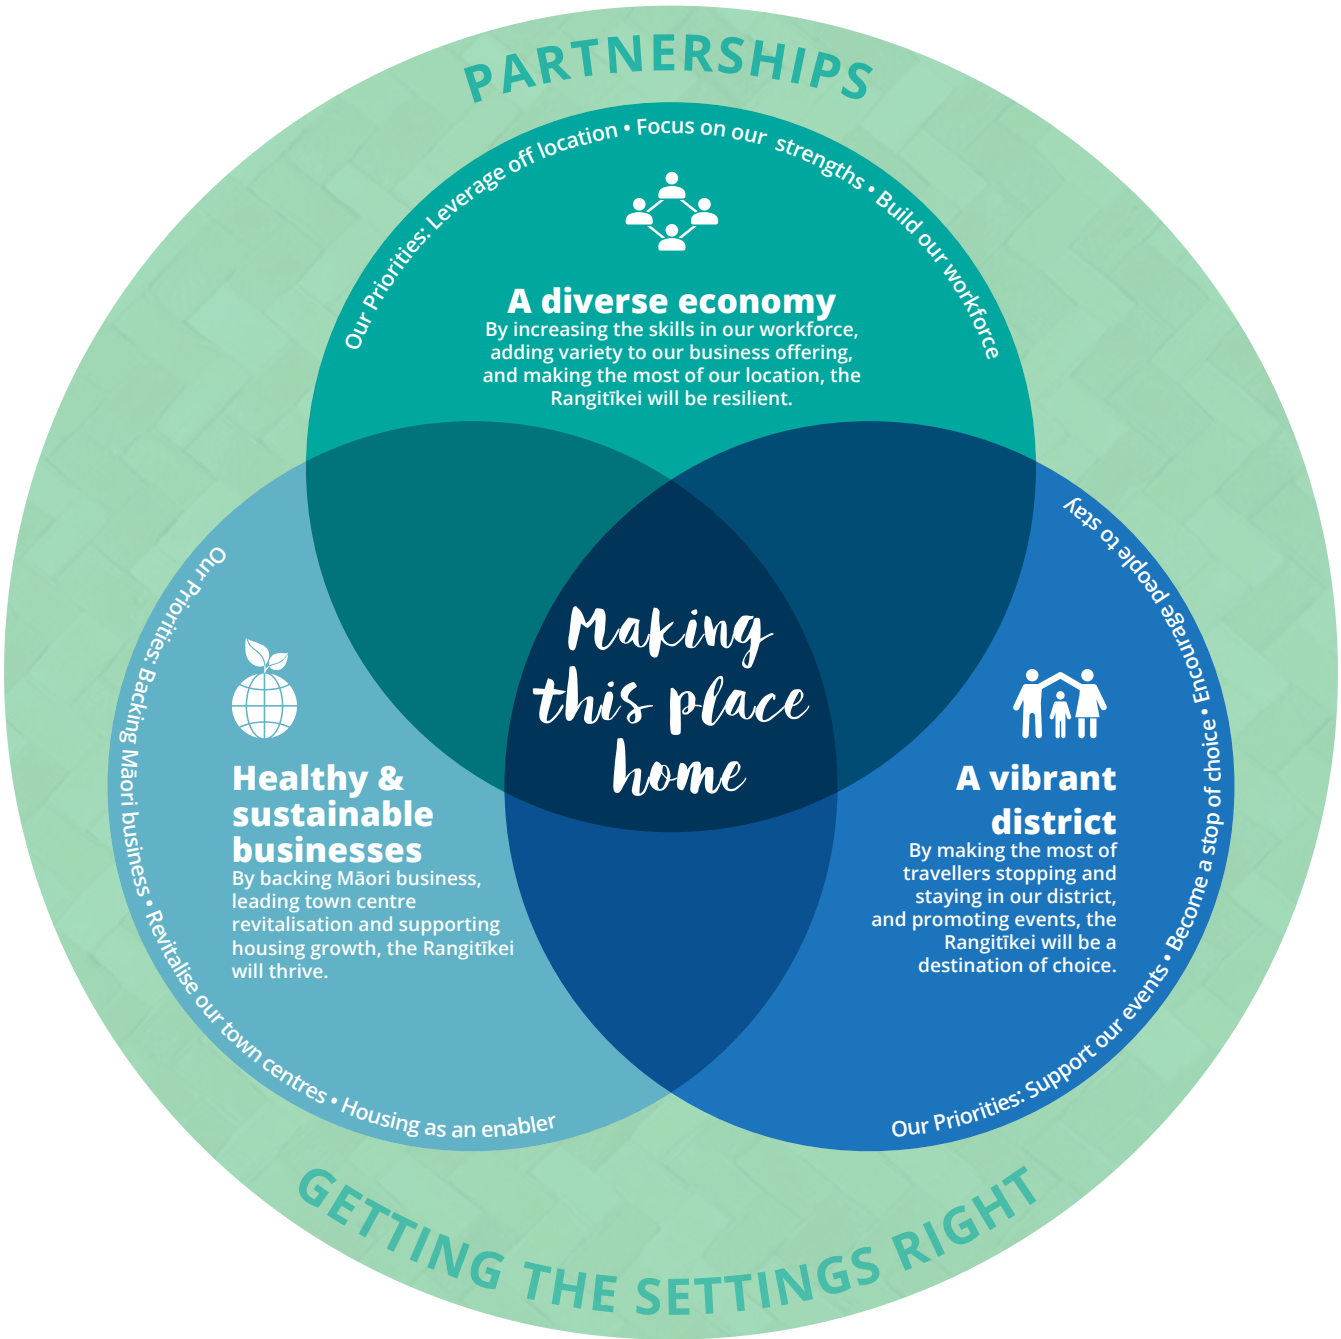 PARTNERSHIPS
Our Priorities: Leverage off location • Focus on our strengths • Build our workforce
A diverse economy
By increasing the skills in our workforce,
adding variety to our business offering,
and making the most of our location, the
Rangitīkei will be resilient.
Making
this place
home
Our Priorities: Backing Māori business • Revitalise our town centres • Housing as an enabler
Healthy &
sustainable
businesses
By backing Māori business,
leading town centre
revitalisation and supporting
housing growth, the Rangitīkei
will thrive.
A vibrant
district
By making the most of
travellers stopping and
staying in our district,
and promoting events, the
Rangitīkei will be a
destination of choice.
Our Priorities: Support our events • Become a stop of choice • Encourage people to stay
GETTING THE SETTINGS RIGHT